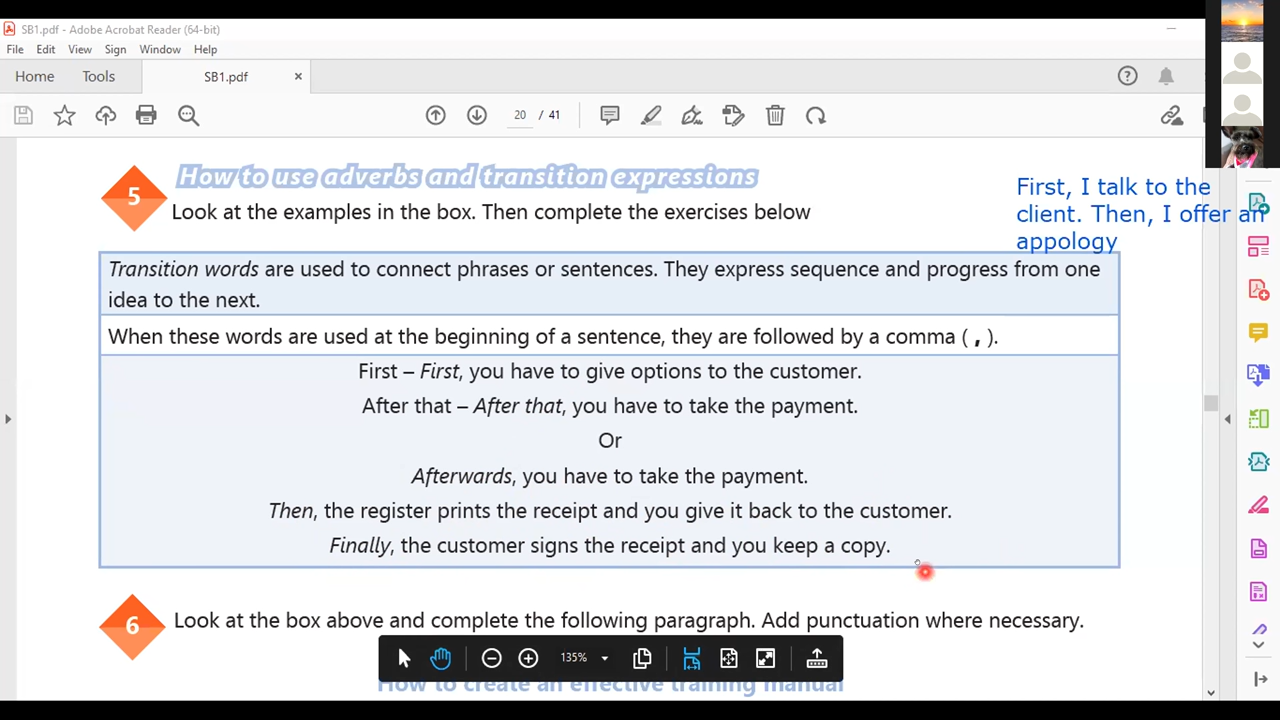 SB1.pdf - Adobe Acrobat Reader (64-bit)
File Edit View Sign Window Help
Home Tools SB1.pdf ×
20 / 41
How to use adverbs and transition expressions
5
Look at the examples in the box. Then complete the exercises below
First, I talk to the
client. Then, I offer an
appology
Transition words are used to connect phrases or sentences. They express sequence and progress from one
idea to the next.
When these words are used at the beginning of a sentence, they are followed by a comma ( , ).
First – First, you have to give options to the customer.
After that – After that, you have to take the payment.
Or
Afterwards, you have to take the payment.
Then, the register prints the receipt and you give it back to the customer.
Finally, the customer signs the receipt and you keep a copy.
6
Look at the box above and complete the following paragraph. Add punctuation where necessary.
135%
How to create an effective training manual